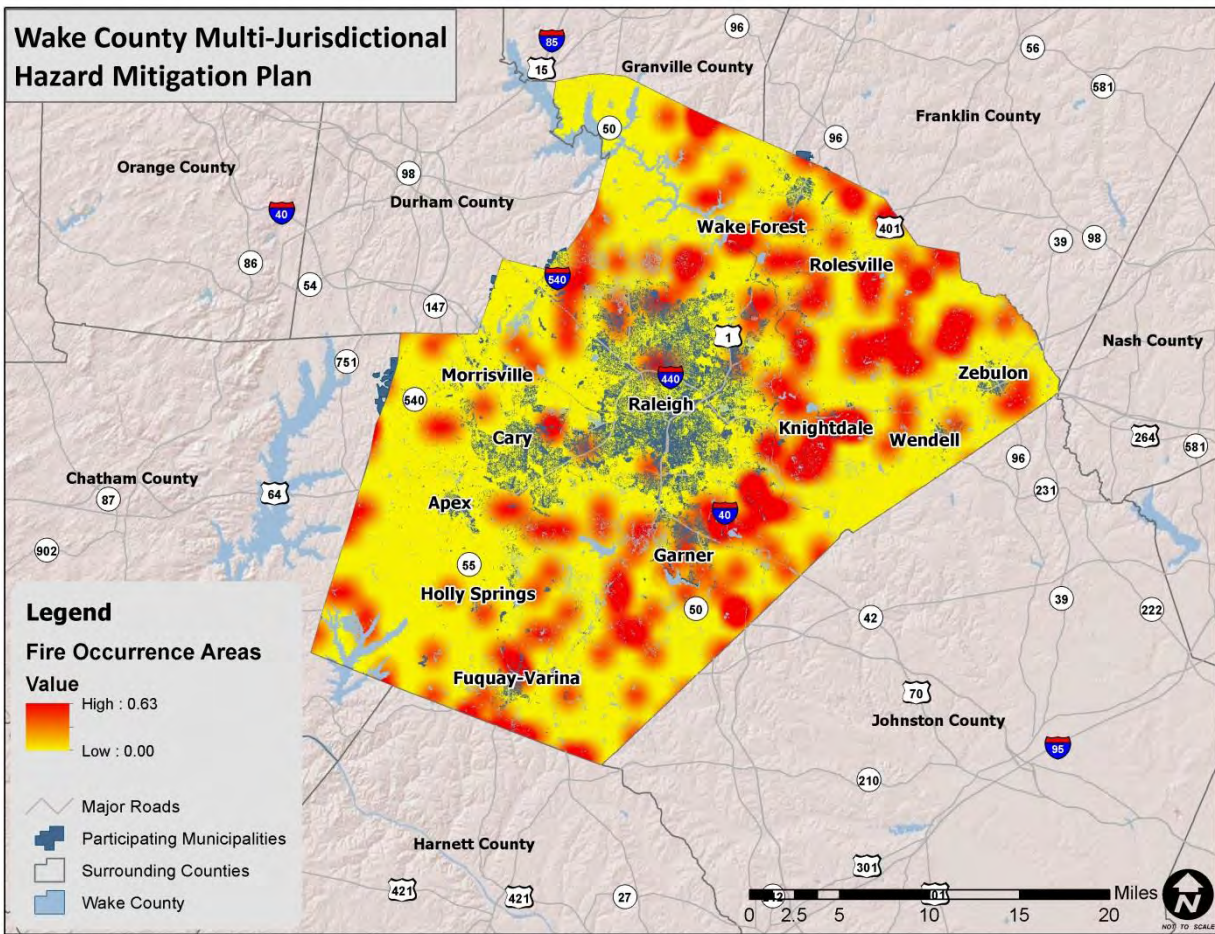 Wake County Multi-Jurisdictional
Hazard Mitigation Plan
85
15
96
56
Granville County
581
Franklin County
50
96
Orange County
98
Durham County
40
Wake Forest
401
39
98
86
54
540
Rolesville
147
1
Nash County
751
Morrisville
440
Zebulon
540
Raleigh
Cary
Knightdale
Wendell
264
581
96
Chatham County
87
64
Apex
231
40
902
Garner
55
Holly Springs
50
39
222
42
Fuquay-Varina
70
Johnston County
95
210
Harnett County
301
421
421
27
Legend
Fire Occurrence Areas
Value
High : 0.63
Low : 0.00
Major Roads
Participating Municipalities
Surrounding Counties
Wake County
Miles
0 2.5 5 10 15 20
N
NOT TO SCALE